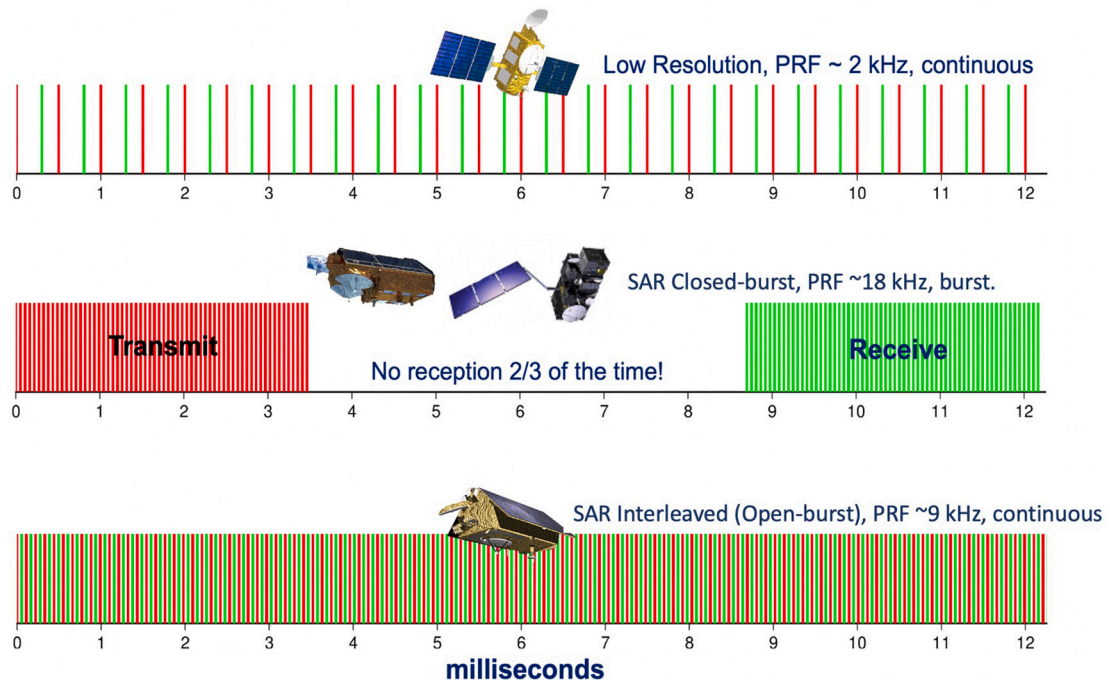 Low Resolution, PRF ~ 2 kHz, continuous
0 1 2 3 4 5 6 7 8 9 10 11 12
SAR Closed-burst, PRF ~18 kHz, burst.
Transmit
Receive
No reception 2/3 of the time!
0 1 2 3 4 5 6 7 8 9 10 11 12
SAR Interleaved (Open-burst), PRF ~9 kHz, continuous
0 1 2 3 4 5 6 7 8 9 10 11 12
milliseconds